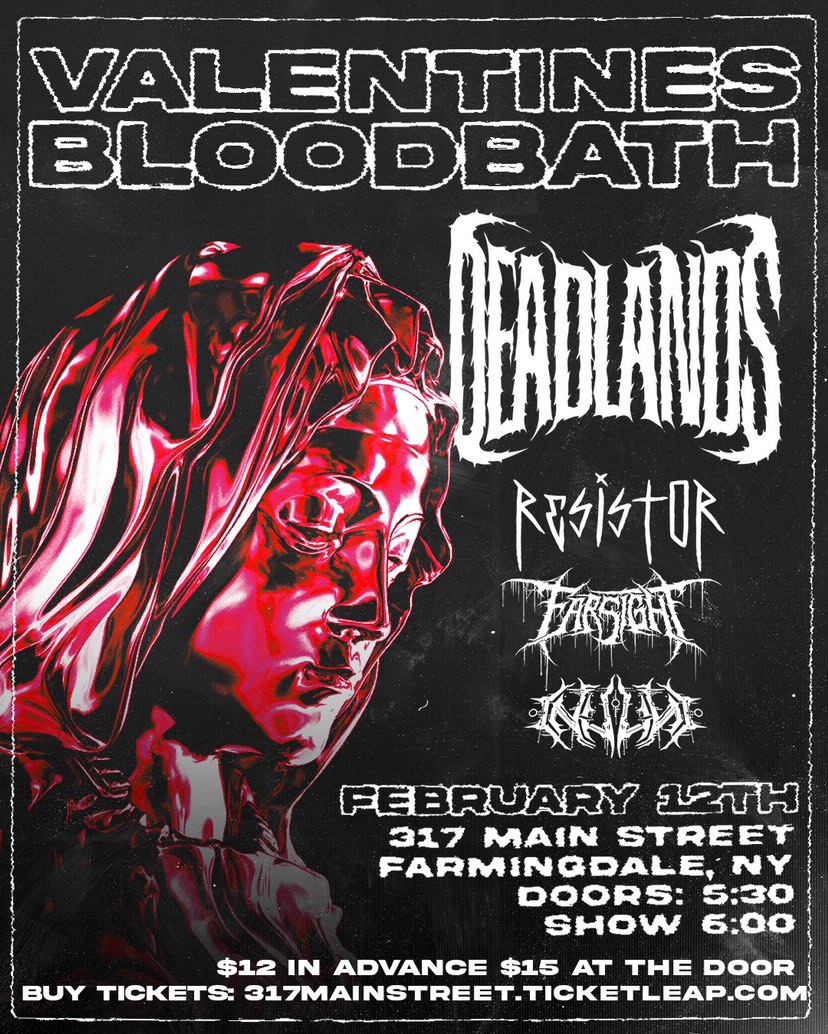 VALENTINES
BLOODBATH
DEADLANDS
RESISTOR
FARSIGHT
FEBRUARY 12TH
317 MAIN STREET
FARMINGDALE, NY
DOORS: 5:30
SHOW 6:00
$12 IN ADVANCE $15 AT THE DOOR
BUY TICKETS: 317MAINSTREET.TICKETLEAP.COM